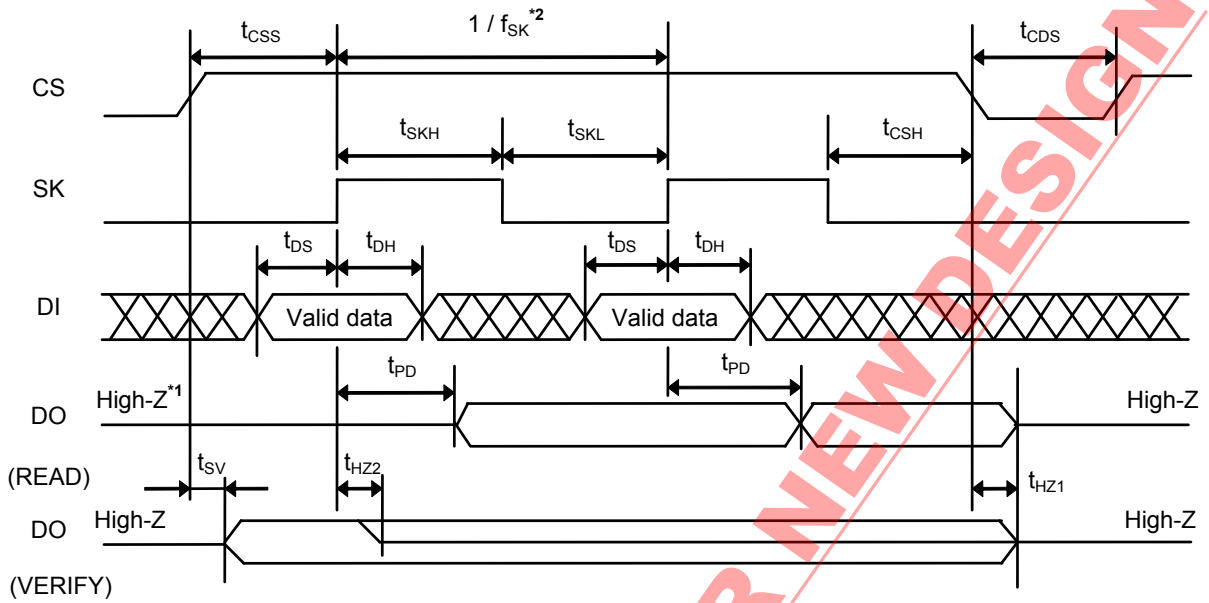 tCSS 1 / fSK*2 tCDS
CS
tSKH tSKL tCSH
SK
tDS tDH tDS tDH
DI Valid data Valid data
tPD tPD
High-Z*1 High-Z
DO
(READ) tSV tHZ2 tHZ1
High-Z High-Z
DO
(VERIFY)
R NEW DESIGN